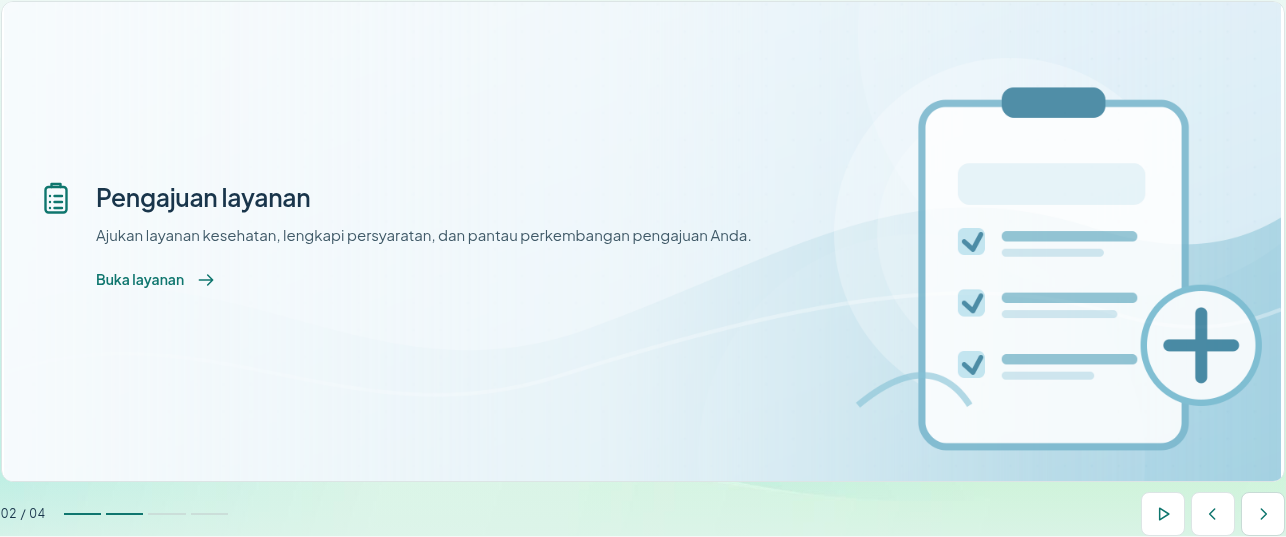 Pengajuan layanan
Ajukan layanan kesehatan, lengkapi persyaratan, dan pantau perkembangan pengajuan Anda.
Buka layanan
02 / 04